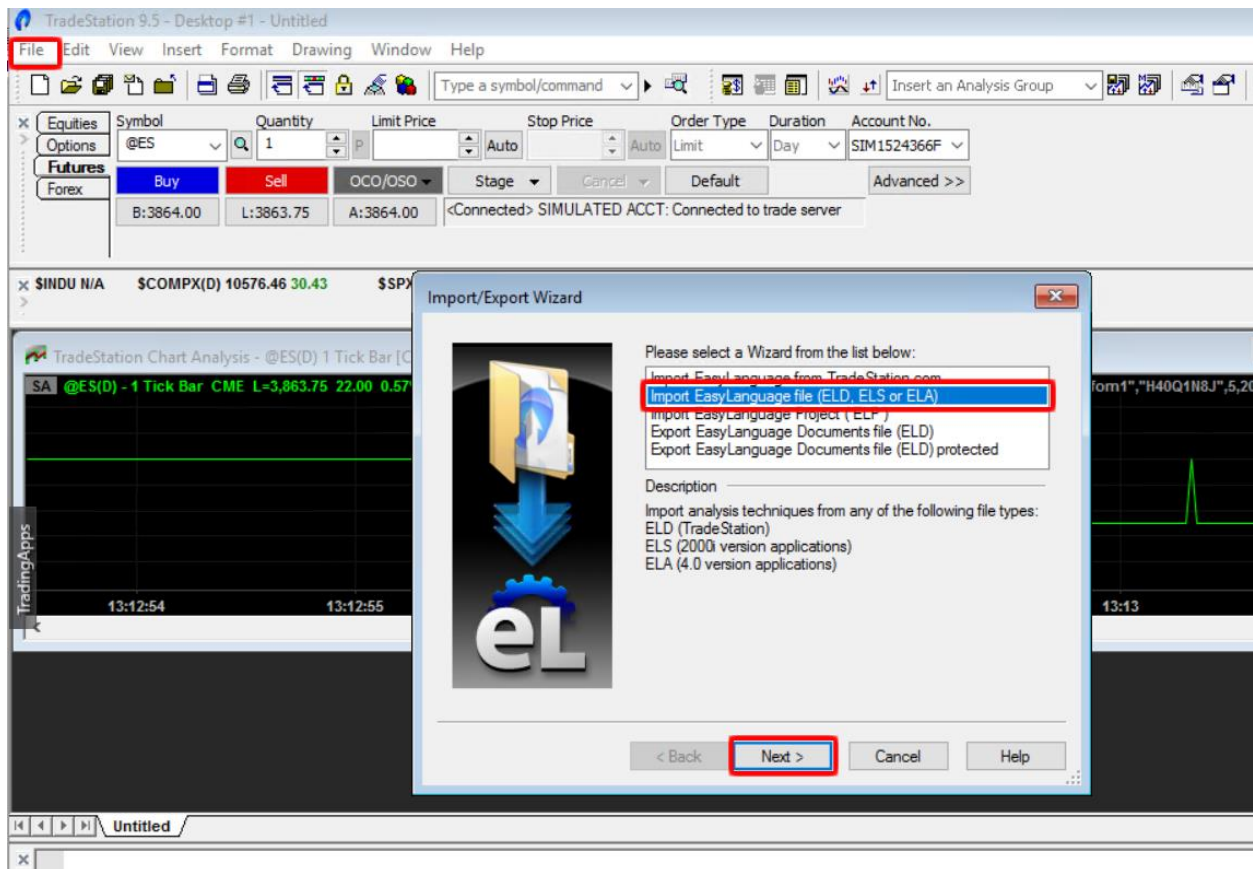 TradeStation 9.5 - Desktop #1 - Untitled
File Edit View Insert Format Drawing Window Help
Type a symbol/command Insert an Analysis Group
Equities Symbol Quantity Limit Price Stop Price Order Type Duration Account No.
Options @ES 1 P Auto Auto Limit Day SIM1524366F
Futures
Forex Buy Sell OCO/OSO Stage Cancel Default Advanced >>
B:3864.00 L:3863.75 A:3864.00 <Connected> SIMULATED ACCT: Connected to trade server
$INDU N/A $COMPX(D) 10576.46 30.43 $SPX
Import/Export Wizard
TradeStation Chart Analysis - @ES(D) 1 Tick Bar [C
SA @ES(D) - 1 Tick Bar CME L=3,863.75 22.00 0.57
fom1","H40Q1N8J",5,20
Please select a Wizard from the list below:
Import EasyLanguage from TradeStation.com
Import EasyLanguage file (ELD, ELS or ELA)
Import EasyLanguage Project ( ELP )
Export EasyLanguage Documents file (ELD)
Export EasyLanguage Documents file (ELD) protected
Description
Import analysis techniques from any of the following file types:
ELD (TradeStation)
ELS (2000i version applications)
ELA (4.0 version applications)
eL
TradingApps
13:12:54 13:12:55 13:13
< Back Next > Cancel Help
Untitled